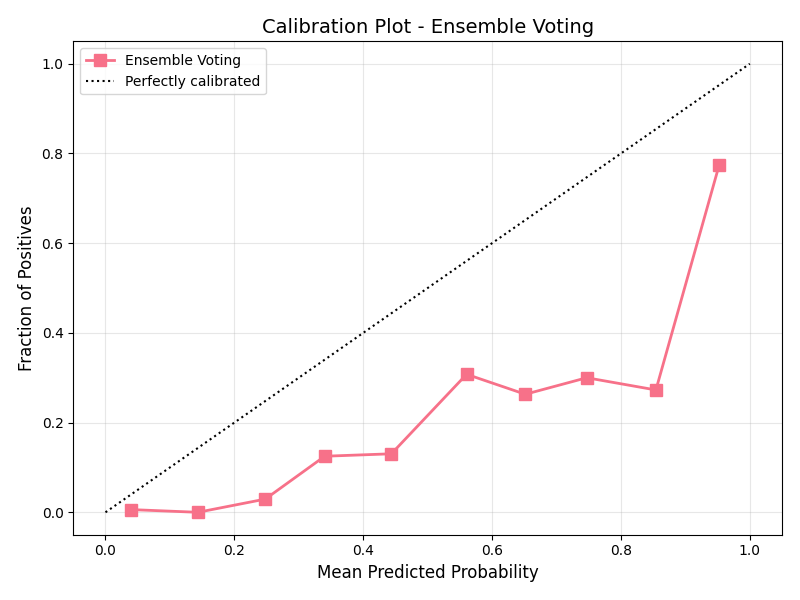 Calibration Plot - Ensemble Voting
Ensemble Voting
Perfectly calibrated
Fraction of Positives
1.0
0.8
0.6
0.4
0.2
0.0
0.0 0.2 0.4 0.6 0.8 1.0
Mean Predicted Probability